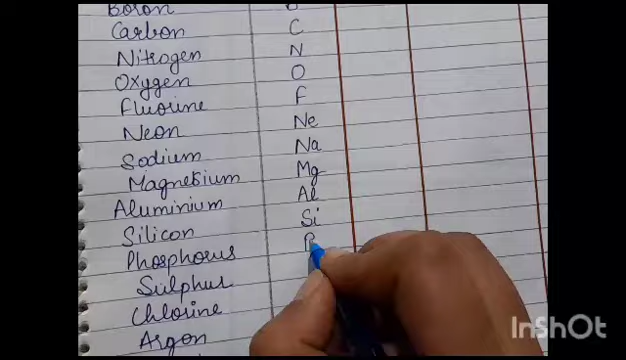 Boron B
Carbon C
Nitrogen N
Oxygen O
Fluorine F
Neon Ne
Sodium Na
Magnesium Mg
Aluminium Al
Silicon Si
Phosphorus P
Sulphur
Chlorine
Argon
InShOt